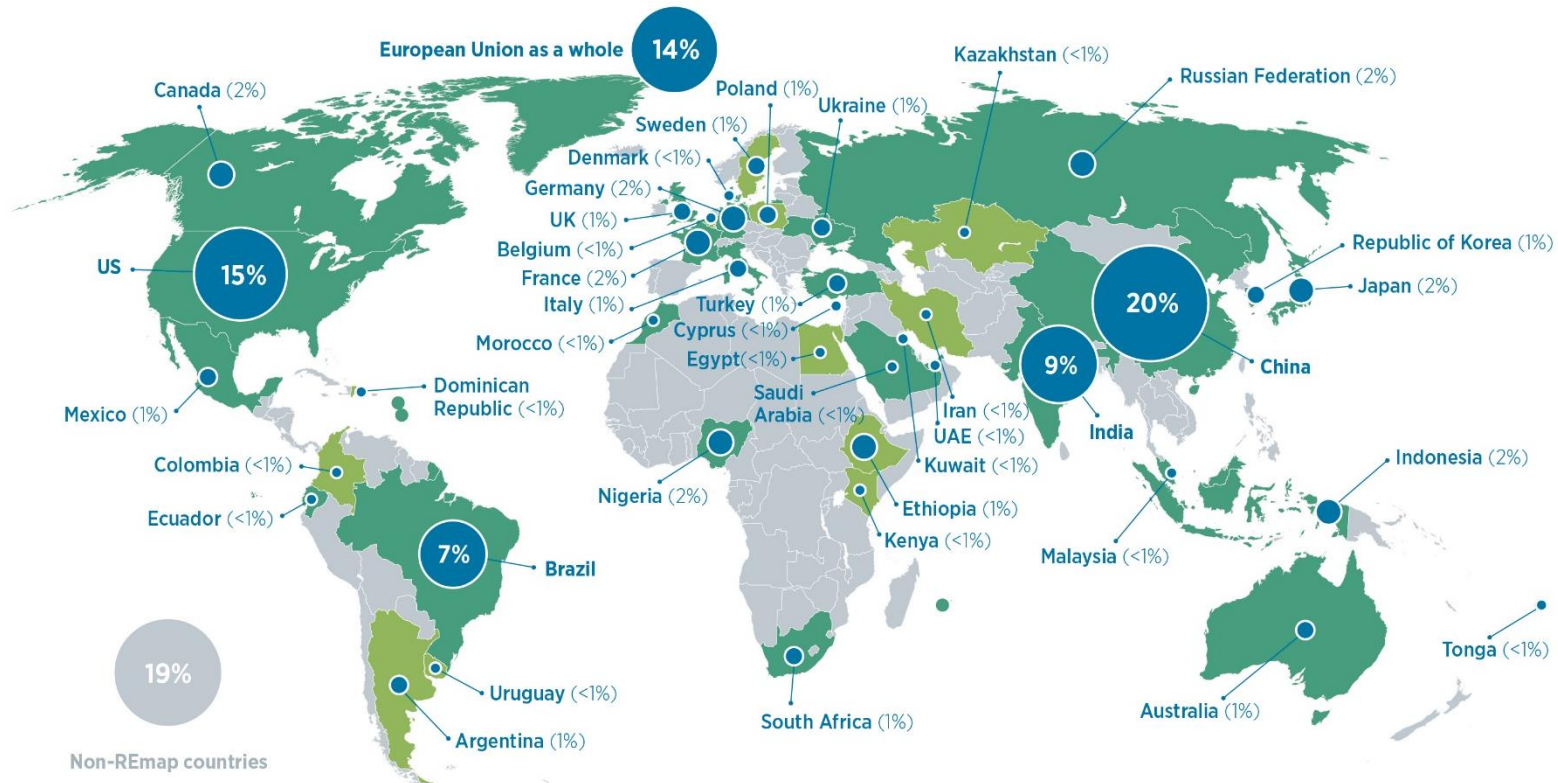 European Union as a whole 14%
Kazakhstan (<1%)
Russian Federation (2%)
Canada (2%)
Poland (1%)
Ukraine (1%)
Sweden (1%)
Denmark (<1%)
Germany (2%)
UK (1%)
Belgium (<1%)
France (2%)
Italy (1%)
US
15%
Republic of Korea (1%)
Japan (2%)
20%
China
Turkey (1%)
Cyprus (<1%)
Morocco (<1%)
Egypt(<1%)
9%
India
Saudi
Arabia (<1%)
Iran (<1%)
UAE (<1%)
Kuwait (<1%)
Mexico (1%)
Dominican
Republic (<1%)
Colombia (<1%)
Ecuador (<1%)
Nigeria (2%)
Ethiopia (1%)
Kenya (<1%)
Indonesia (2%)
Malaysia (<1%)
7%
Brazil
Tonga (<1%)
19%
Non-REmap countries
Uruguay (<1%)
Argentina (1%)
South Africa (1%)
Australia (1%)